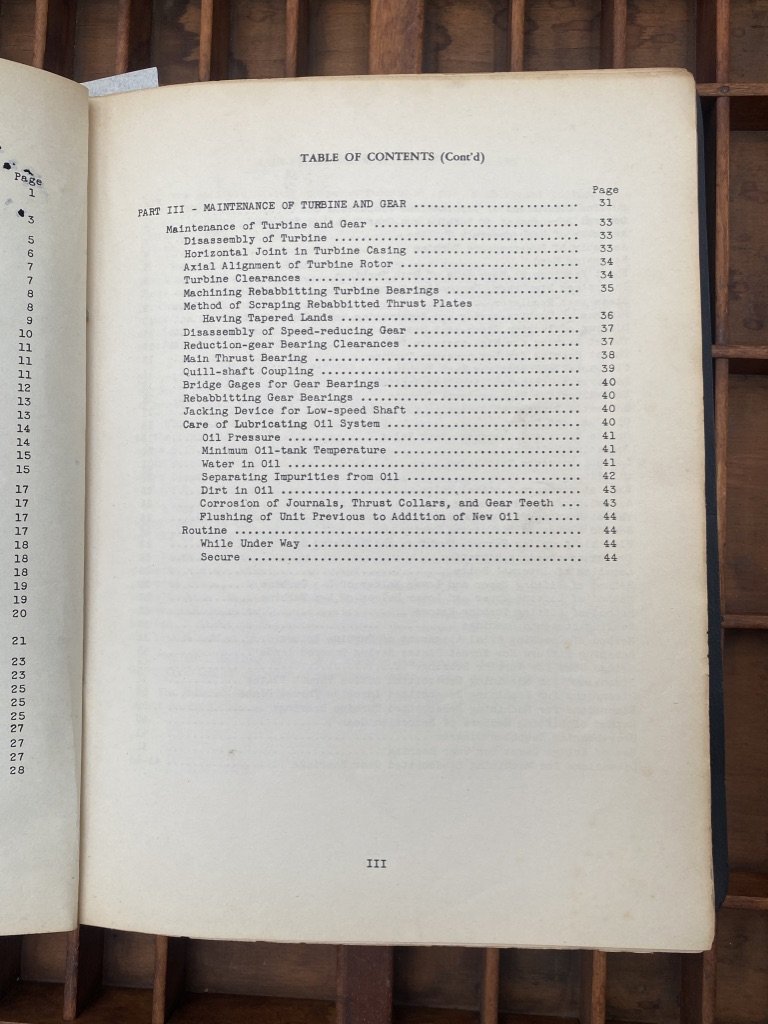 Page
1
3
5
6
7
7
8
8
9
10
11
11
11
12
13
13
14
14
15
15
17
17
17
17
18
18
18
19
19
20
21
23
23
25
25
25
27
27
27
28
TABLE OF CONTENTS (Cont'd)
Page
PART III - MAINTENANCE OF TURBINE AND GEAR .......................... 31
Maintenance of Turbine and Gear ................................. 33
Disassembly of Turbine ....................................... 33
Horizontal Joint in Turbine Casing ........................... 33
Axial Alignment of Turbine Rotor ............................. 34
Turbine Clearances ........................................... 34
Machining Rebabbitting Turbine Bearings ...................... 35
Method of Scraping Rebabbitted Thrust Plates
Having Tapered Lands ....................................... 36
Disassembly of Speed-reducing Gear ........................... 37
Reduction-gear Bearing Clearances ............................ 37
Main Thrust Bearing .......................................... 38
Quill-shaft Coupling ......................................... 39
Bridge Gages for Gear Bearings ............................... 40
Rebabbitting Gear Bearings ................................... 40
Jacking Device for Low-speed Shaft ........................... 40
Care of Lubricating Oil System ............................... 40
Oil Pressure ............................................... 41
Minimum Oil-tank Temperature ............................... 41
Water in Oil ............................................... 41
Separating Impurities from Oil ............................. 42
Dirt in Oil ................................................ 43
Corrosion of Journals, Thrust Collars, and Gear Teeth ... 43
Flushing of Unit Previous to Addition of New Oil ........ 44
Routine ...................................................... 44
While Under Way ............................................ 44
Secure ..................................................... 44
III